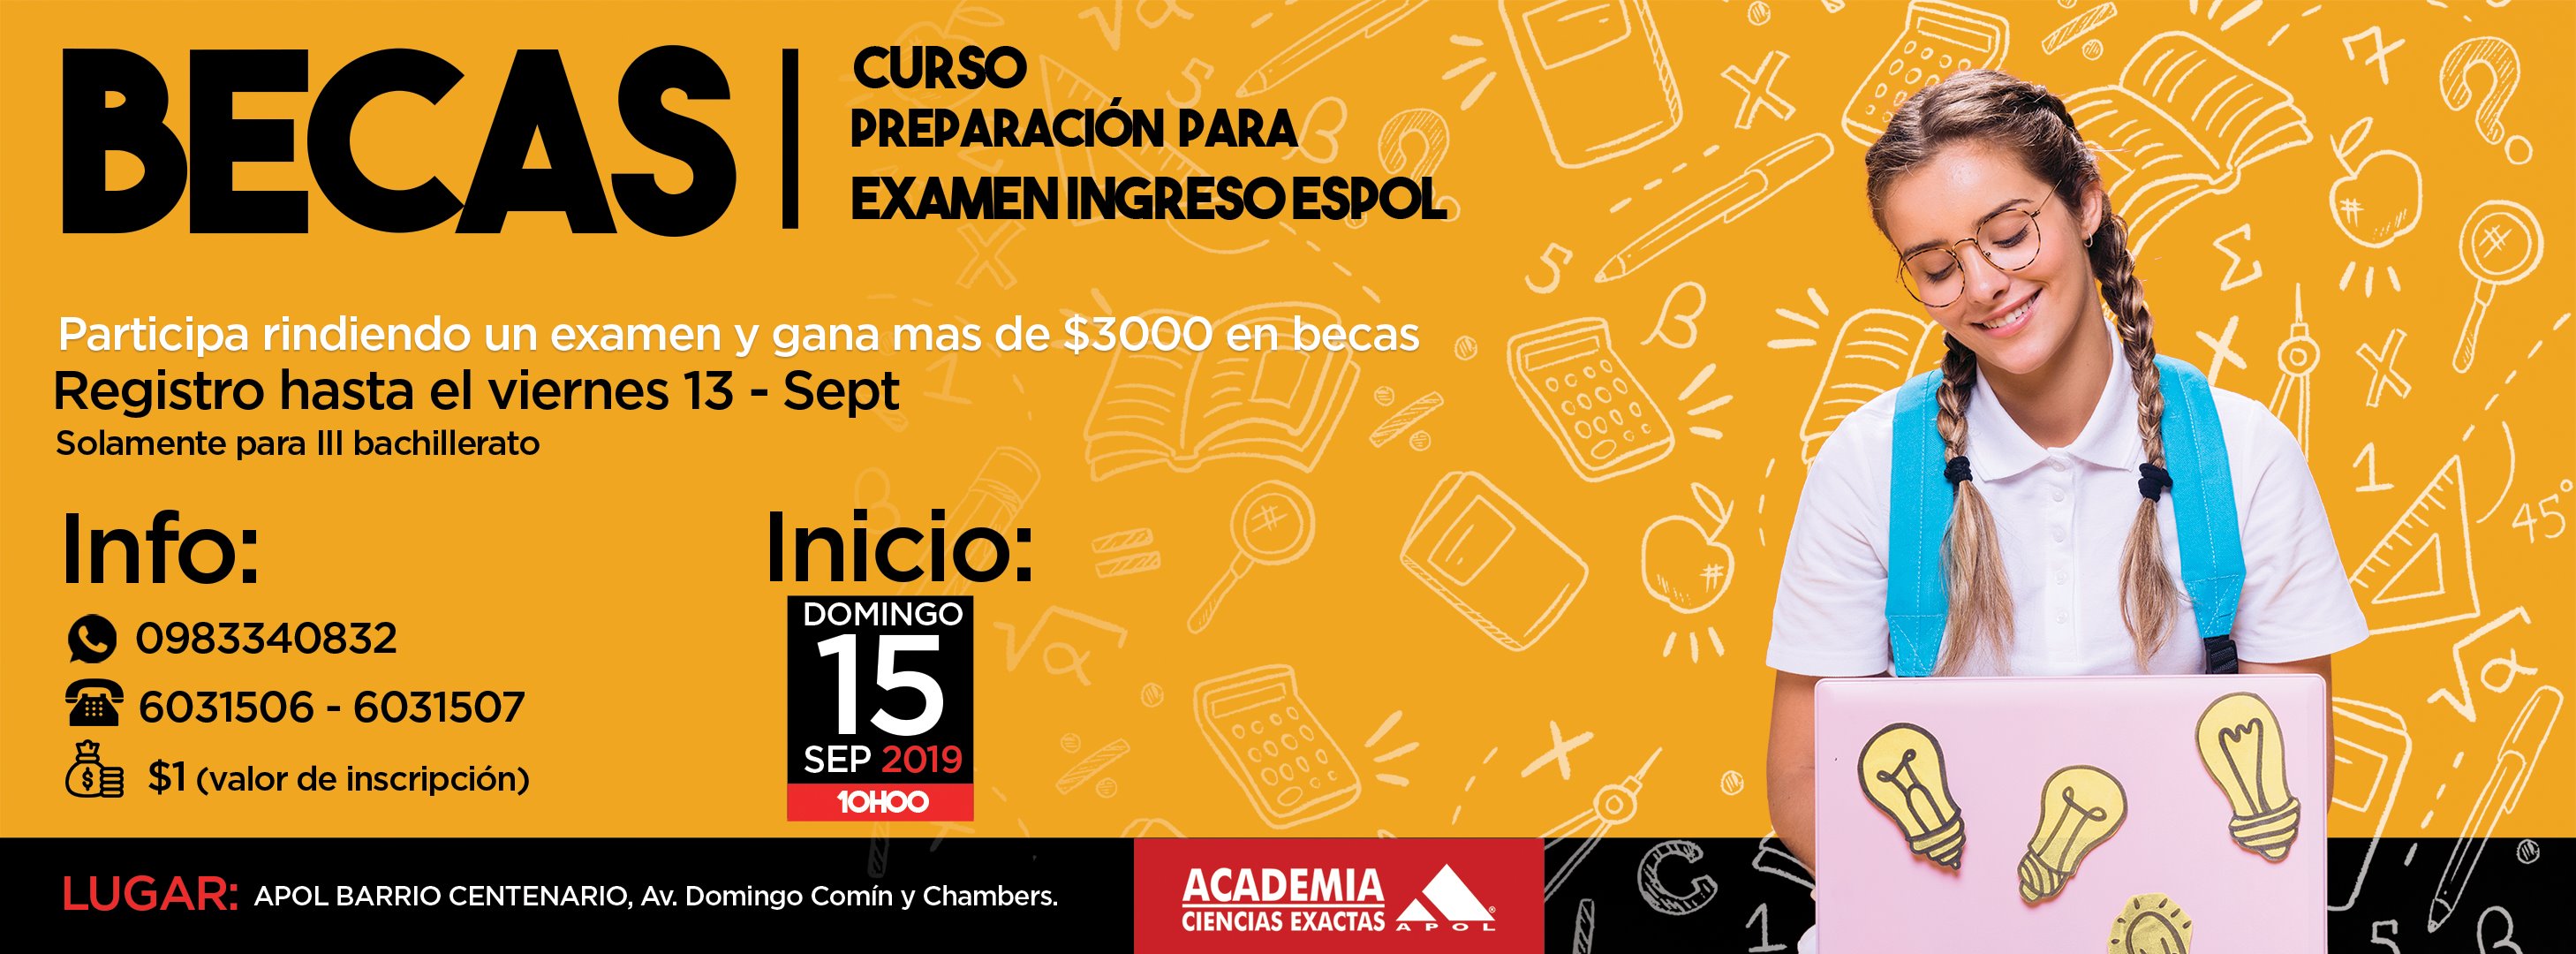 BECAS
CURSO
PREPARACIÓN PARA
EXAMEN INGRESO ESPOL
Participa rindiendo un examen y gana mas de $3000 en becas
Registro hasta el viernes 13 - Sept
Solamente para III bachillerato
Info:
0983340832
6031506 - 6031507
$1 (valor de inscripción)
Inicio:
DOMINGO
15
SEP 2019
10H00
LUGAR: APOL BARRIO CENTENARIO, Av. Domingo Comín y Chambers.
ACADEMIA
CIENCIAS EXACTAS
APOL®